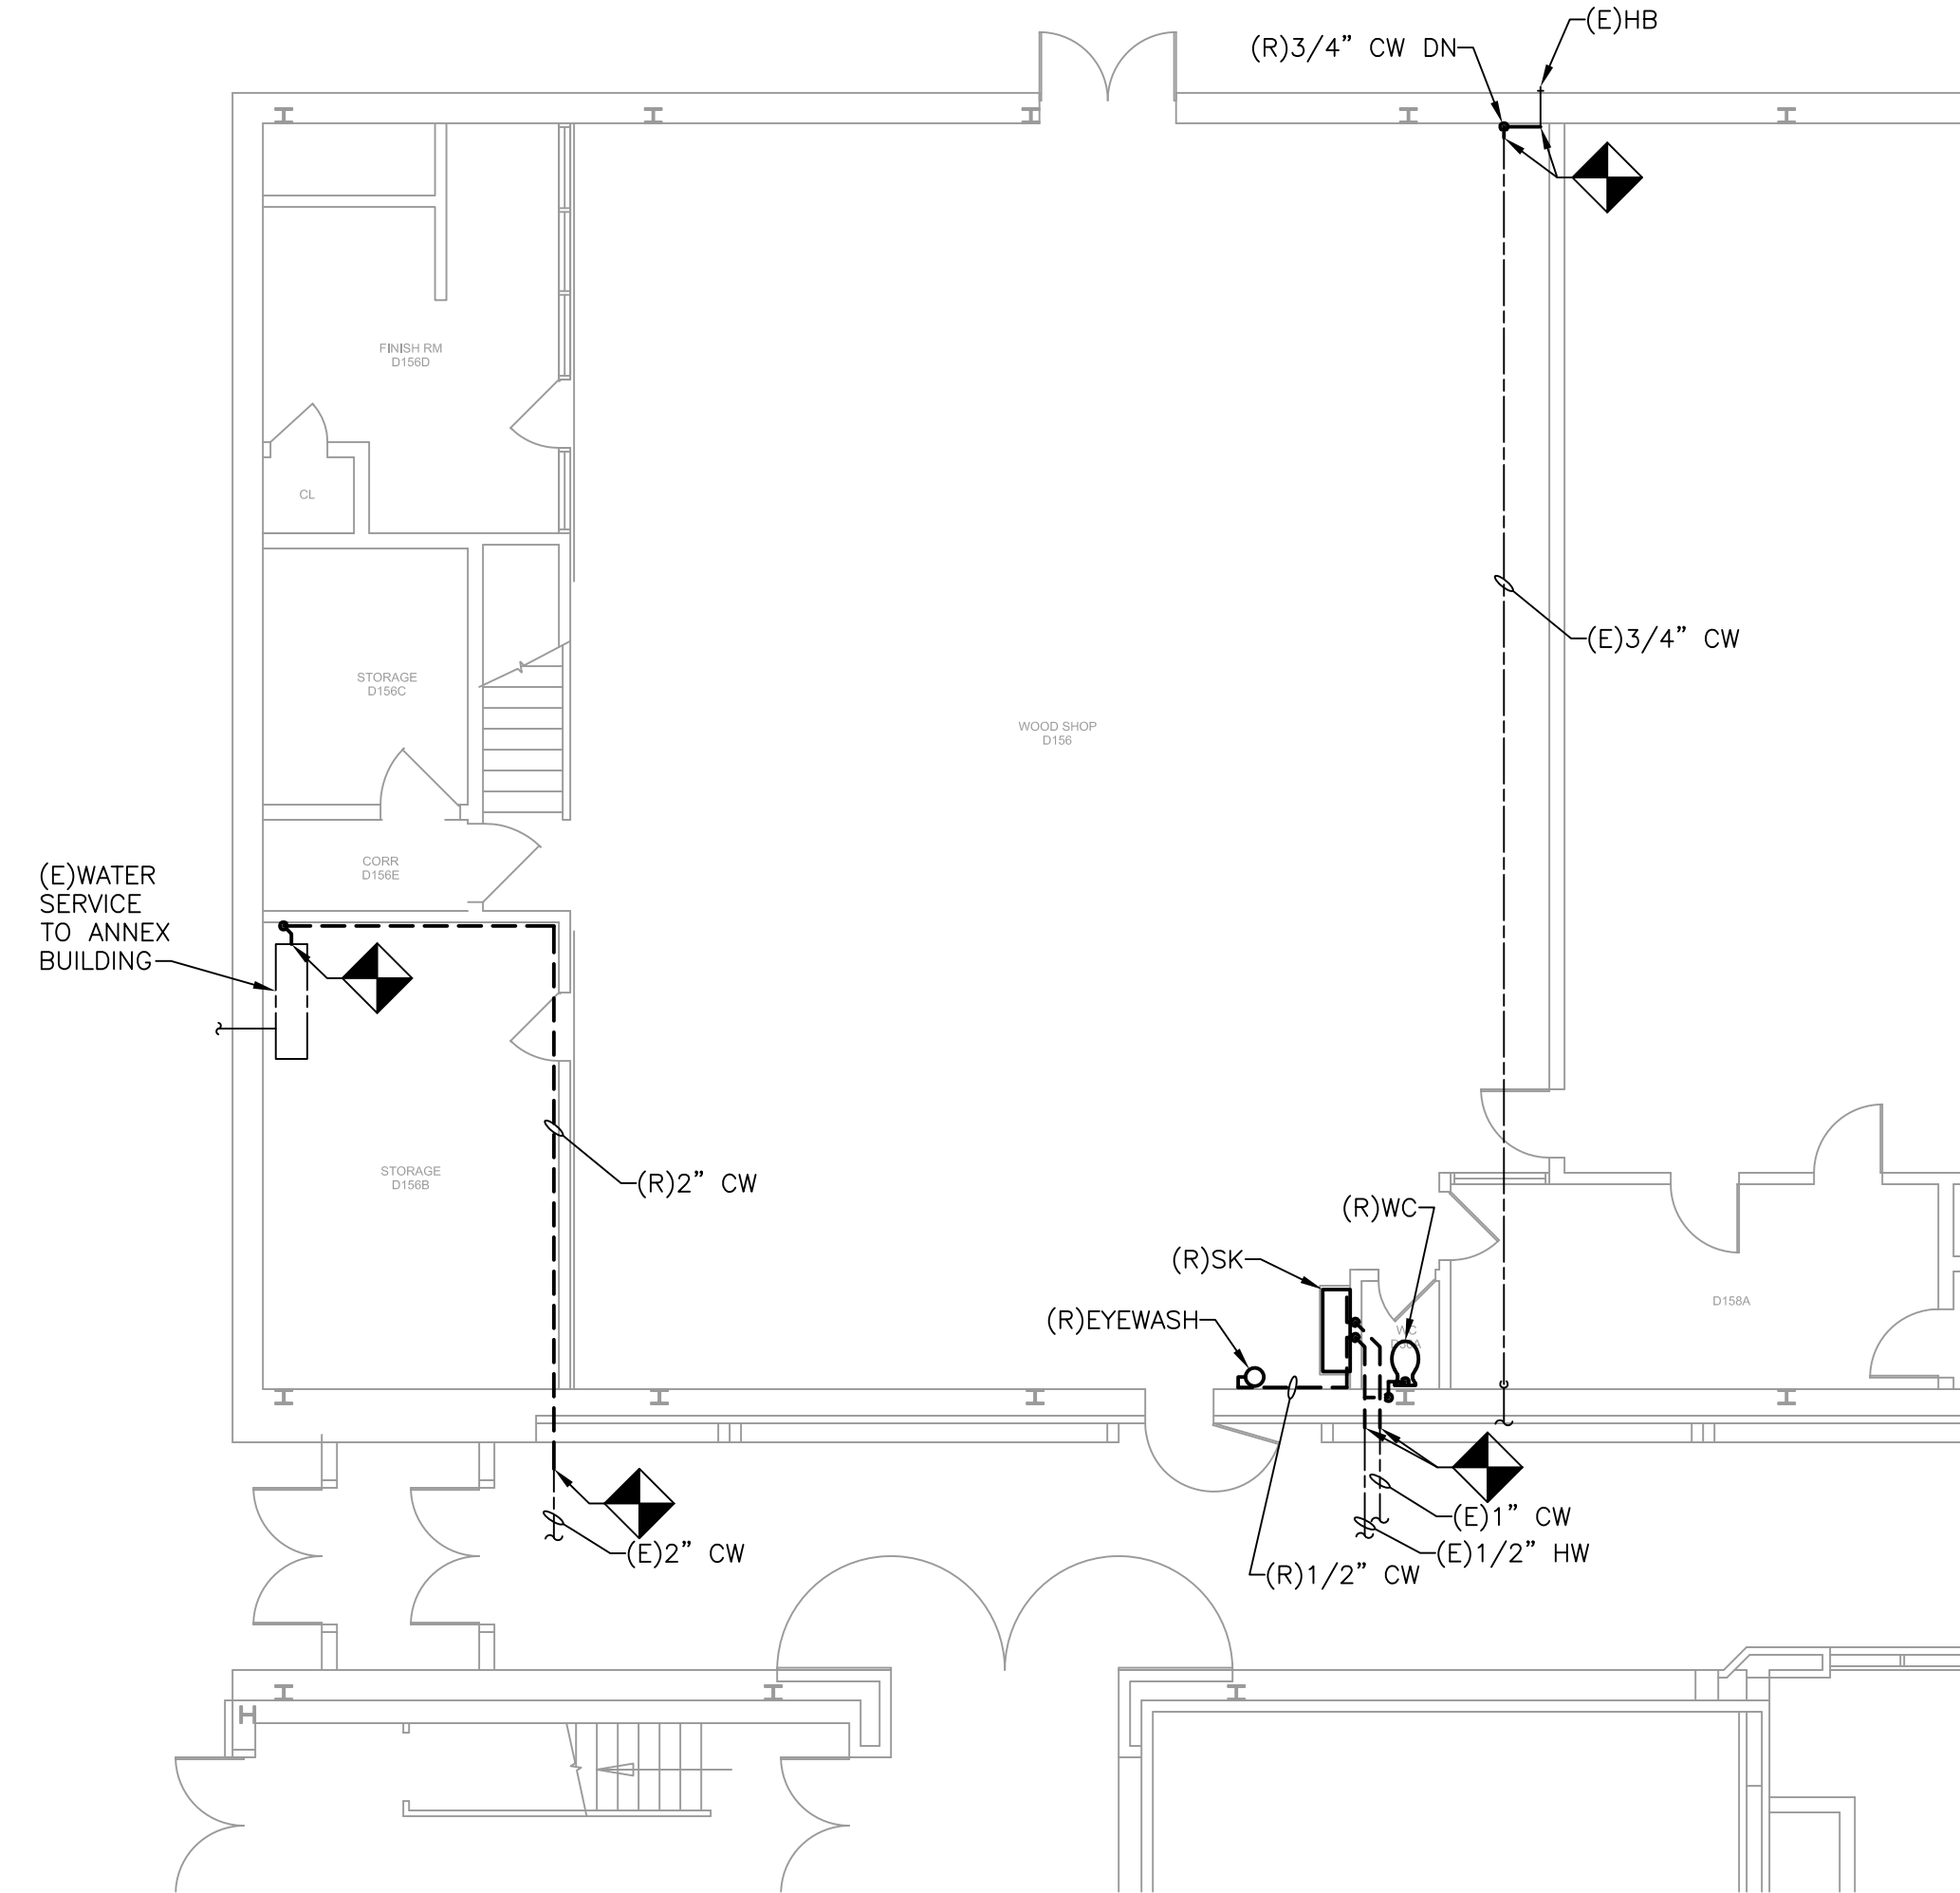 (E)HB
(R)3/4” CW DN
FINISH RM
D156D
CL
(E)3/4” CW
STORAGE
D156C
WOOD SHOP
D156
CORR
D156E
(E)WATER
SERVICE
TO ANNEX
BUILDING
STORAGE
D156B
(R)2” CW
(R)WC
(R)SK
(R)EYEWASH
D158A
WC
(E)1” CW
(E)2” CW
(E)1/2” HW
(R)1/2” CW